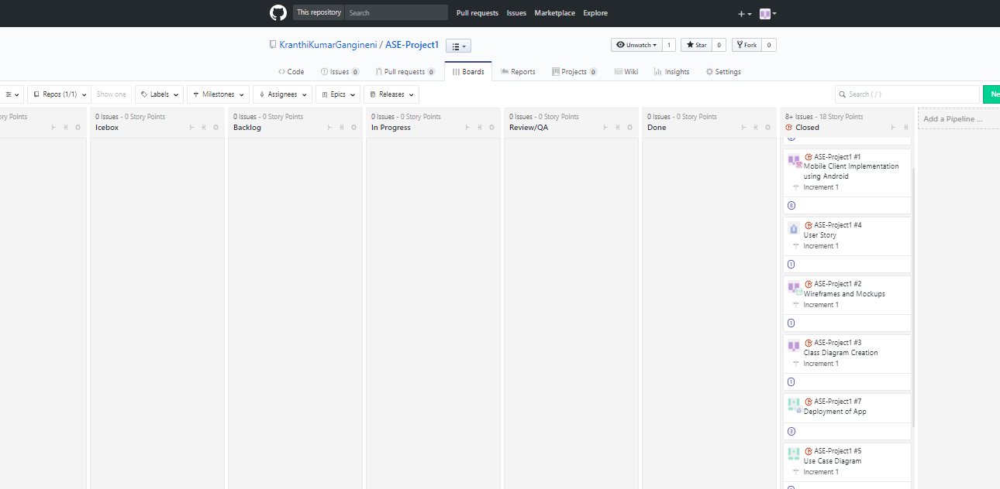 This repository Search Pull requests Issues Marketplace Explore
KranthiKumarGangineni / ASE-Project1 Unwatch 1 Star 0 Fork 0
Code Issues 0 Pull requests 0 Boards Reports Projects 0 Wiki Insights Settings
Repos (1/1) Show one Labels Milestones Assignees Epics Releases Search ( / ) Ne
ory Points
0 Issues - 0 Story Points
Icebox
0 Issues - 0 Story Points
Backlog
0 Issues - 0 Story Points
In Progress
0 Issues - 0 Story Points
Review/QA
0 Issues - 0 Story Points
Done
8+ Issues - 18 Story Points
Closed
Add a Pipeline ...
ASE-Project1 #1
Mobile Client Implementation
using Android
Increment 1
8
ASE-Project1 #4
User Story
Increment 1
1
ASE-Project1 #2
Wireframes and Mockups
Increment 1
1
ASE-Project1 #3
Class Diagram Creation
Increment 1
1
ASE-Project1 #7
Deployment of App
3
ASE-Project1 #5
Use Case Diagram
Increment 1